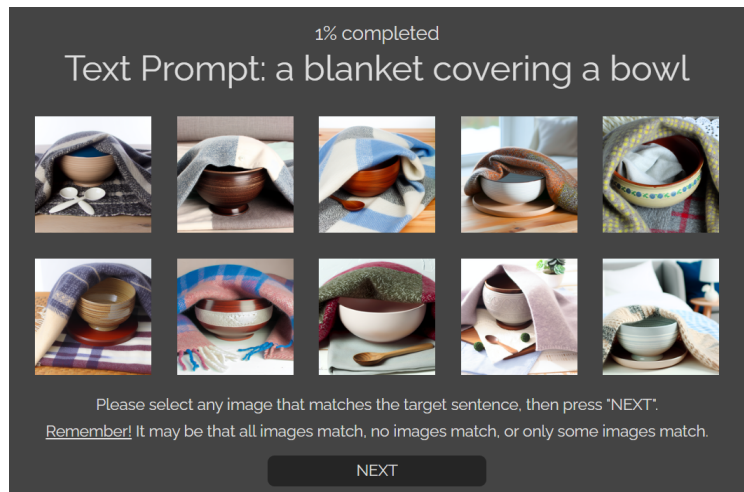 1% completed
Text Prompt: a blanket covering a bowl
Please select any image that matches the target sentence, then press "NEXT".
Remember! It may be that all images match, no images match, or only some images match.
NEXT